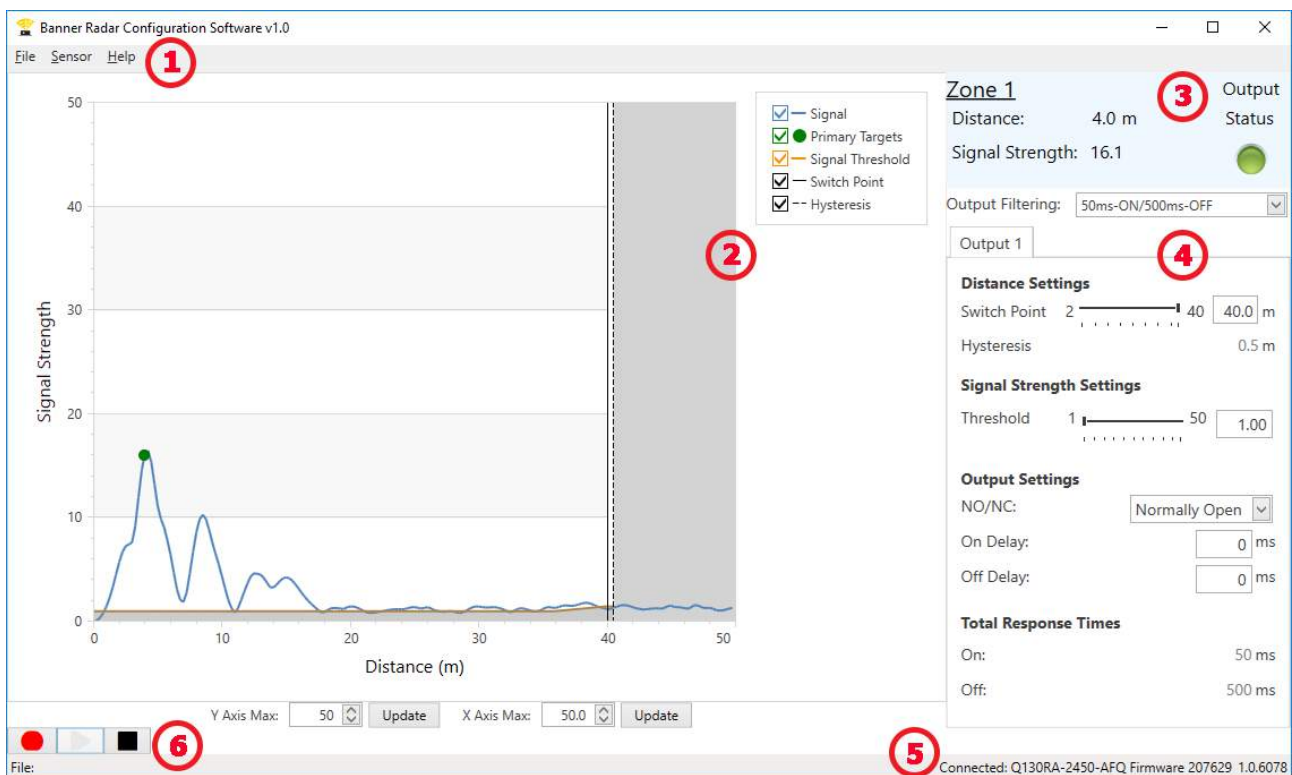 Banner Radar Configuration Software v1.0
File Sensor Help
1
50
40
30
20
10
0
Signal Strength
0 10 20 30 40 50
Distance (m)
Signal
Primary Targets
Signal Threshold
Switch Point
Hysteresis
2
Zone 1
3
Output
Distance: 4.0 m
Status
Signal Strength: 16.1
Output Filtering: 50ms-ON/500ms-OFF
Output 1
4
Distance Settings
Switch Point 2 40 40.0 m
Hysteresis 0.5 m
Signal Strength Settings
Threshold 1 50 1.00
Output Settings
NO/NC: Normally Open
On Delay: 0 ms
Off Delay: 0 ms
Total Response Times
On: 50 ms
Off: 500 ms
Y Axis Max: 50 Update X Axis Max: 50.0 Update
6
5
File:
Connected: Q130RA-2450-AFQ Firmware 207629 1.0.6078